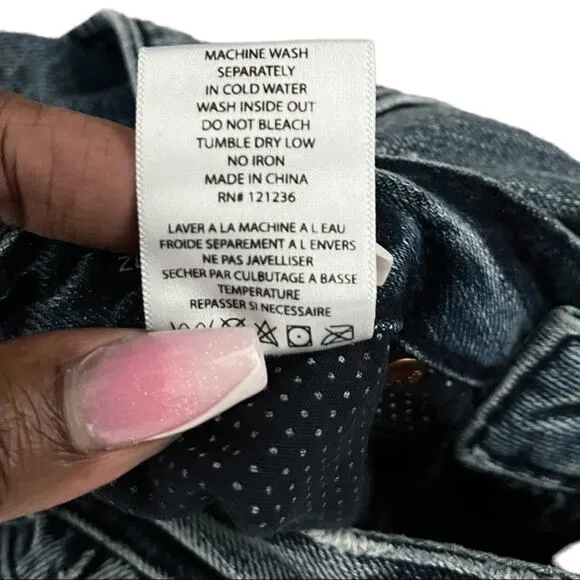 MACHINE WASH
SEPARATELY
IN COLD WATER
WASH INSIDE OUT
DO NOT BLEACH
TUMBLE DRY LOW
NO IRON
MADE IN CHINA
RN# 121236
LAVER A LA MACHINE A L EAU
FROIDE SEPAREMENT A L ENVERS
NE PAS JAVELLISER
SECHER PAR CULBUTAGE A BASSE
TEMPERATURE
REPASSER SI NECESSAIRE